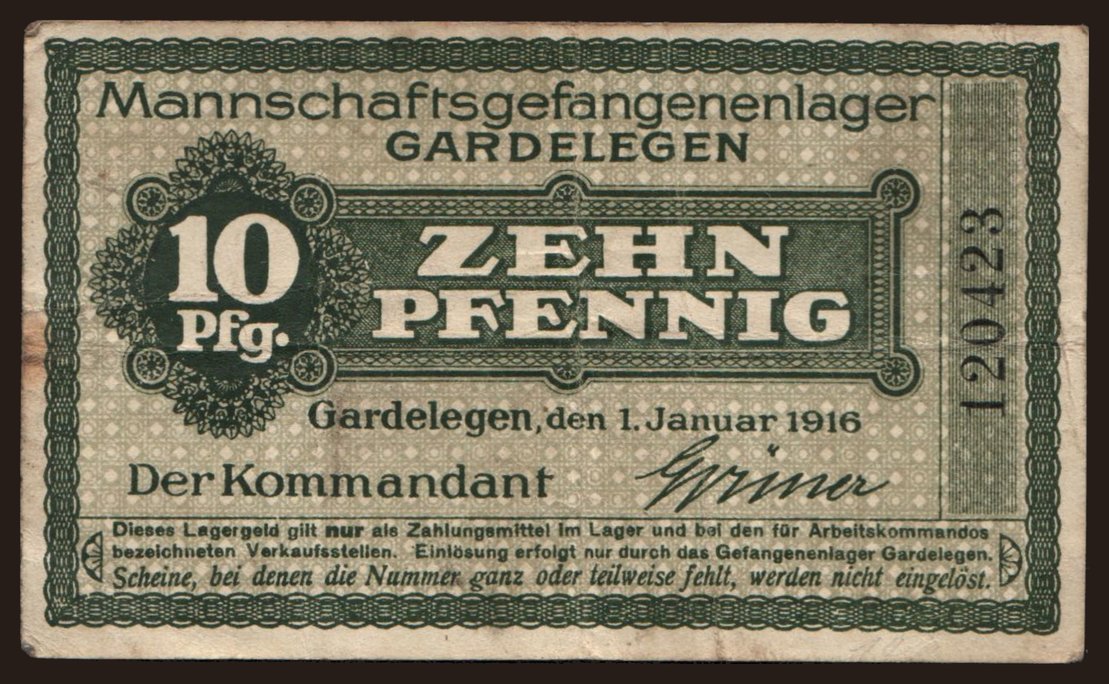 Mannschaftsgefangenenlager
GARDELEGEN
10
Pfg.
ZEHN
PFENNIG
120423
Gardelegen, den 1. Januar 1916
Der Kommandant
Grüner
Dieses Lagergeld gilt nur als Zahlungsmittel im Lager und bei den für Arbeitskommandos
bezeichneten Verkaufsstellen. Einlösung erfolgt nur durch das Gefangenenlager Gardelegen.
Scheine, bei denen die Nummer ganz oder teilweise fehlt, werden nicht eingelöst.